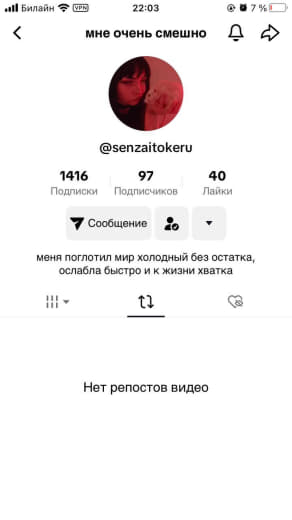 Билайн VPN 22:03 7 %
мне очень смешно
@senzaitokeru
1416 97 40
Подписки Подписчиков Лайки
Сообщение
меня поглотил мир холодный без остатка,
ослабла быстро и к жизни хватка
Нет репостов видео